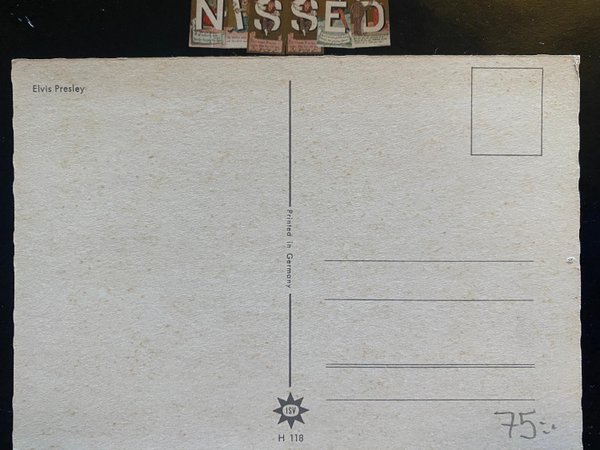 NISSED
Elvis Presley
Printed in Germany
ISV
H 118
75:-